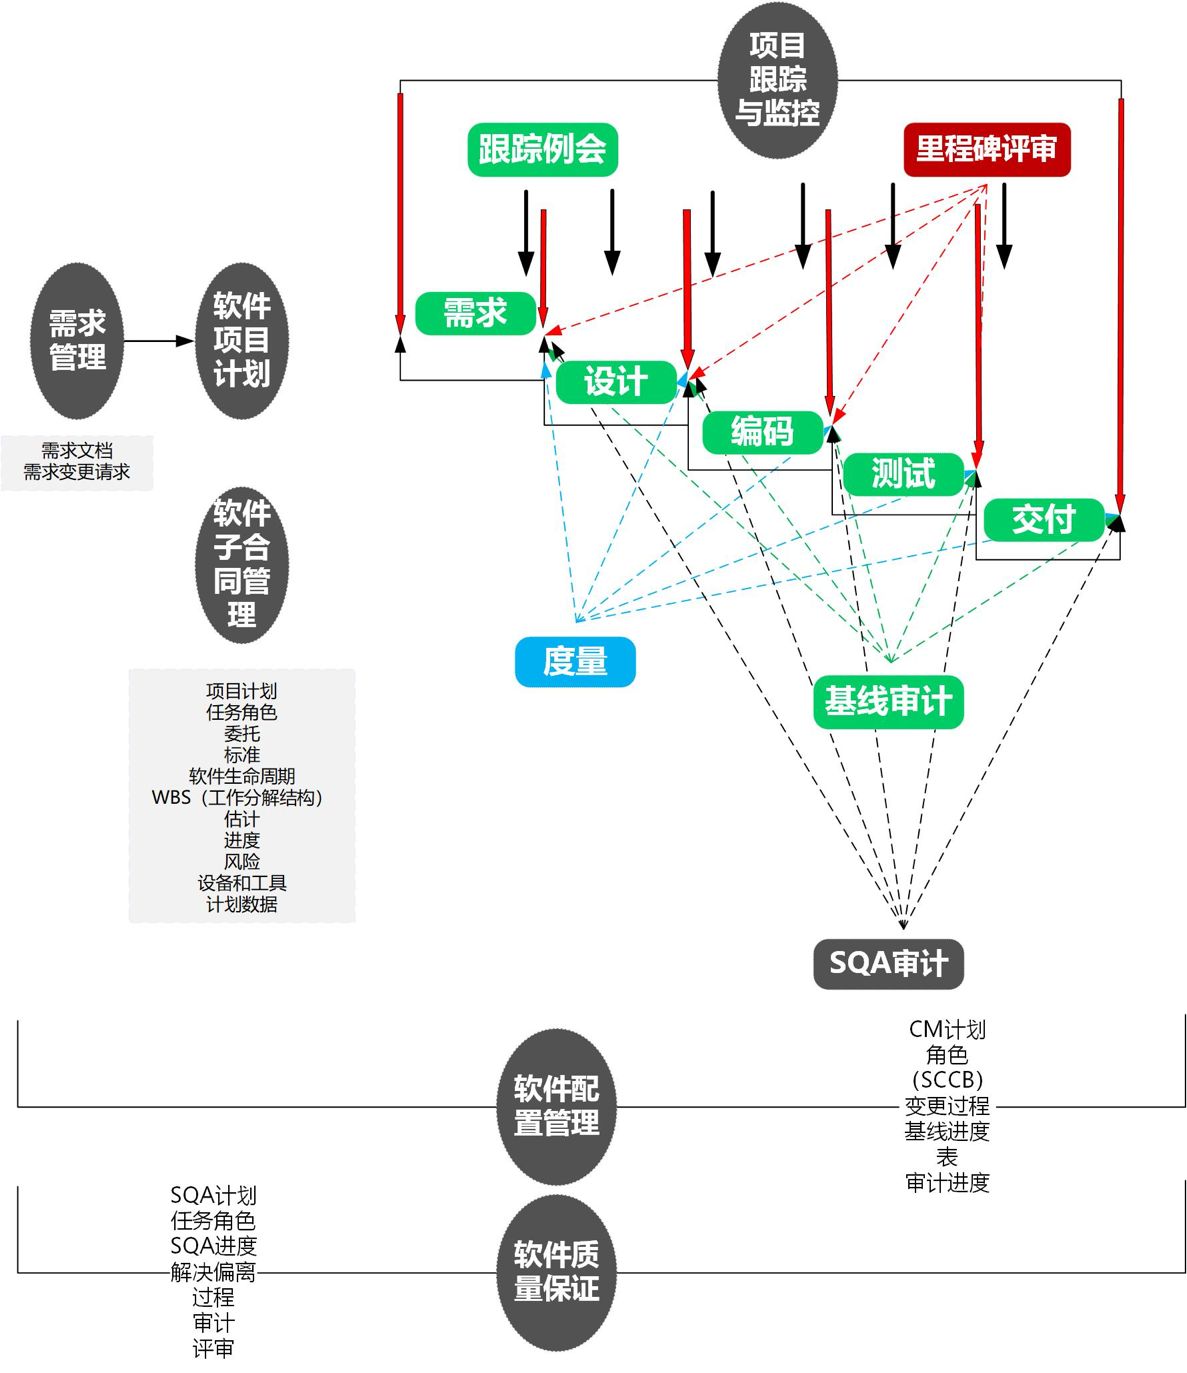 项目
跟踪
与监控
跟踪例会
里程碑评审
需求
管理
软件
项目
计划
需求
设计
编码
测试
交付
需求文档
需求变更请求
软件
子合
同管
理
度量
基线审计
项目计划
任务角色
委托
标准
软件生命周期
WBS（工作分解结构）
估计
进度
风险
设备和工具
计划数据
SQA审计
软件配
置管理
CM计划
角色
（SCCB）
变更过程
基线进度
表
审计进度
SQA计划
任务角色
SQA进度
解决偏离
过程
审计
评审
软件质
量保证